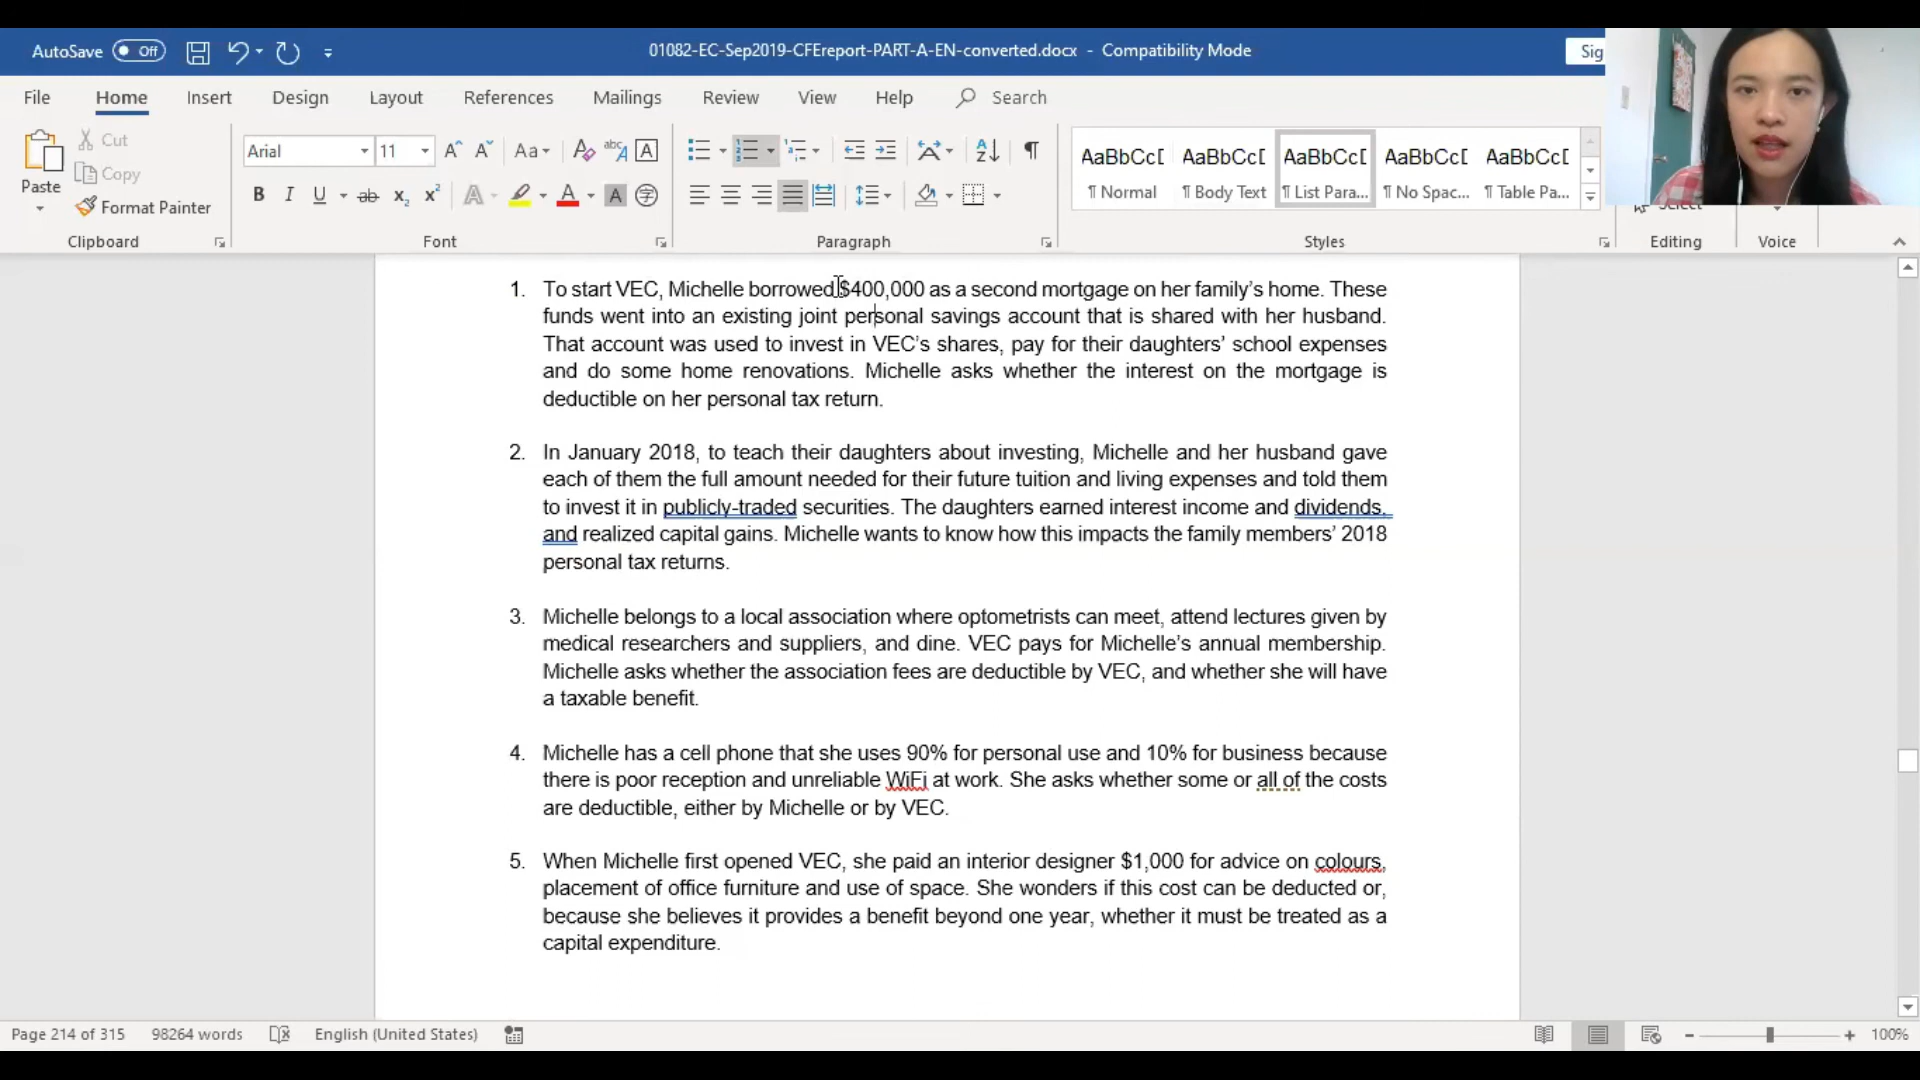 AutoSave Off 01082-EC-Sep2019-CFEreport-PART-A-EN-converted.docx - Compatibility Mode Sig
File Home Insert Design Layout References Mailings Review View Help Search
Paste Cut Copy Format Painter
Arial 11
AaBbCcD AaBbCcD AaBbCcD AaBbCcD AaBbCcD
¶ Normal ¶ Body Text ¶ List Para... ¶ No Spac... ¶ Table Pa...
Clipboard Font Paragraph Styles Editing Voice
1. To start VEC, Michelle borrowed $400,000 as a second mortgage on her family's home. These
funds went into an existing joint personal savings account that is shared with her husband.
That account was used to invest in VEC's shares, pay for their daughters' school expenses
and do some home renovations. Michelle asks whether the interest on the mortgage is
deductible on her personal tax return.
2. In January 2018, to teach their daughters about investing, Michelle and her husband gave
each of them the full amount needed for their future tuition and living expenses and told them
to invest it in publicly-traded securities. The daughters earned interest income and dividends,
and realized capital gains. Michelle wants to know how this impacts the family members' 2018
personal tax returns.
3. Michelle belongs to a local association where optometrists can meet, attend lectures given by
medical researchers and suppliers, and dine. VEC pays for Michelle's annual membership.
Michelle asks whether the association fees are deductible by VEC, and whether she will have
a taxable benefit.
4. Michelle has a cell phone that she uses 90% for personal use and 10% for business because
there is poor reception and unreliable WiFi at work. She asks whether some or all of the costs
are deductible, either by Michelle or by VEC.
5. When Michelle first opened VEC, she paid an interior designer $1,000 for advice on colours,
placement of office furniture and use of space. She wonders if this cost can be deducted or,
because she believes it provides a benefit beyond one year, whether it must be treated as a
capital expenditure.
Page 214 of 315 98264 words English (United States) 100%